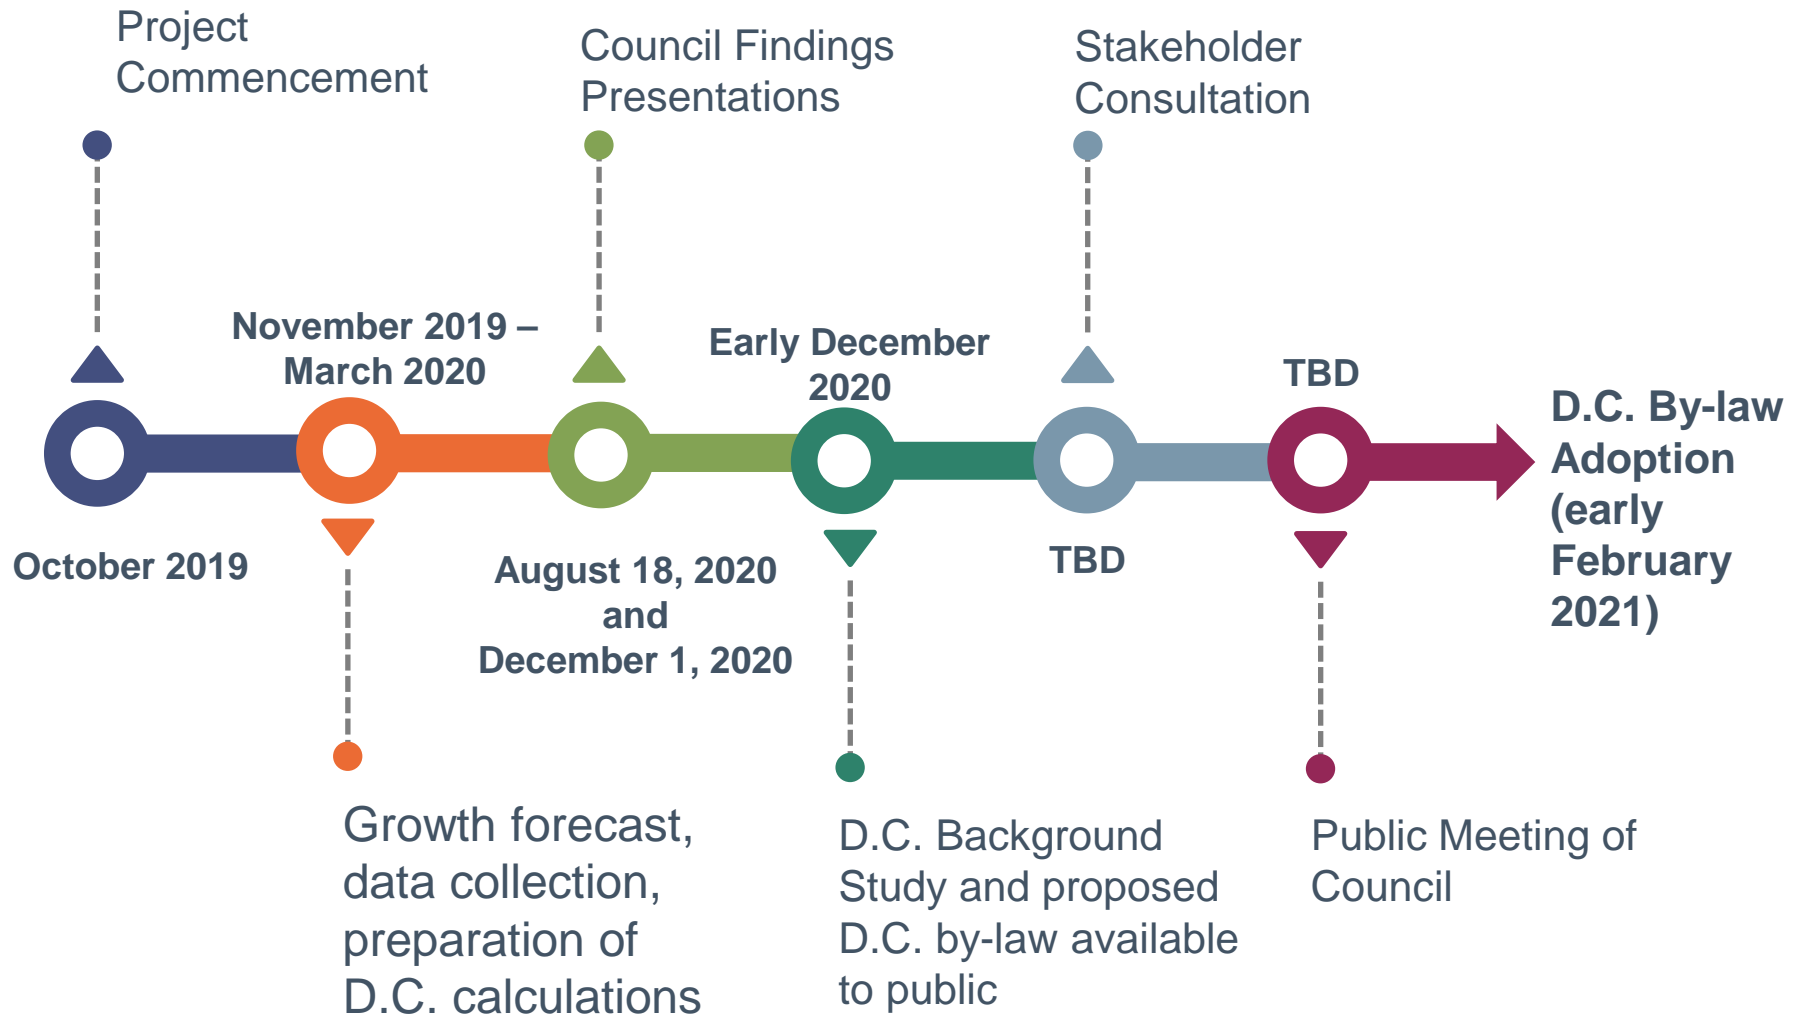 Project
Commencement
October 2019
November 2019 –
March 2020
Growth forecast,
data collection,
preparation of
D.C. calculations
Council Findings
Presentations
August 18, 2020
and
December 1, 2020
Early December
2020
D.C. Background
Study and proposed
D.C. by-law available
to public
Stakeholder
Consultation
TBD
TBD
Public Meeting of
Council
D.C. By-law
Adoption
(early
February
2021)